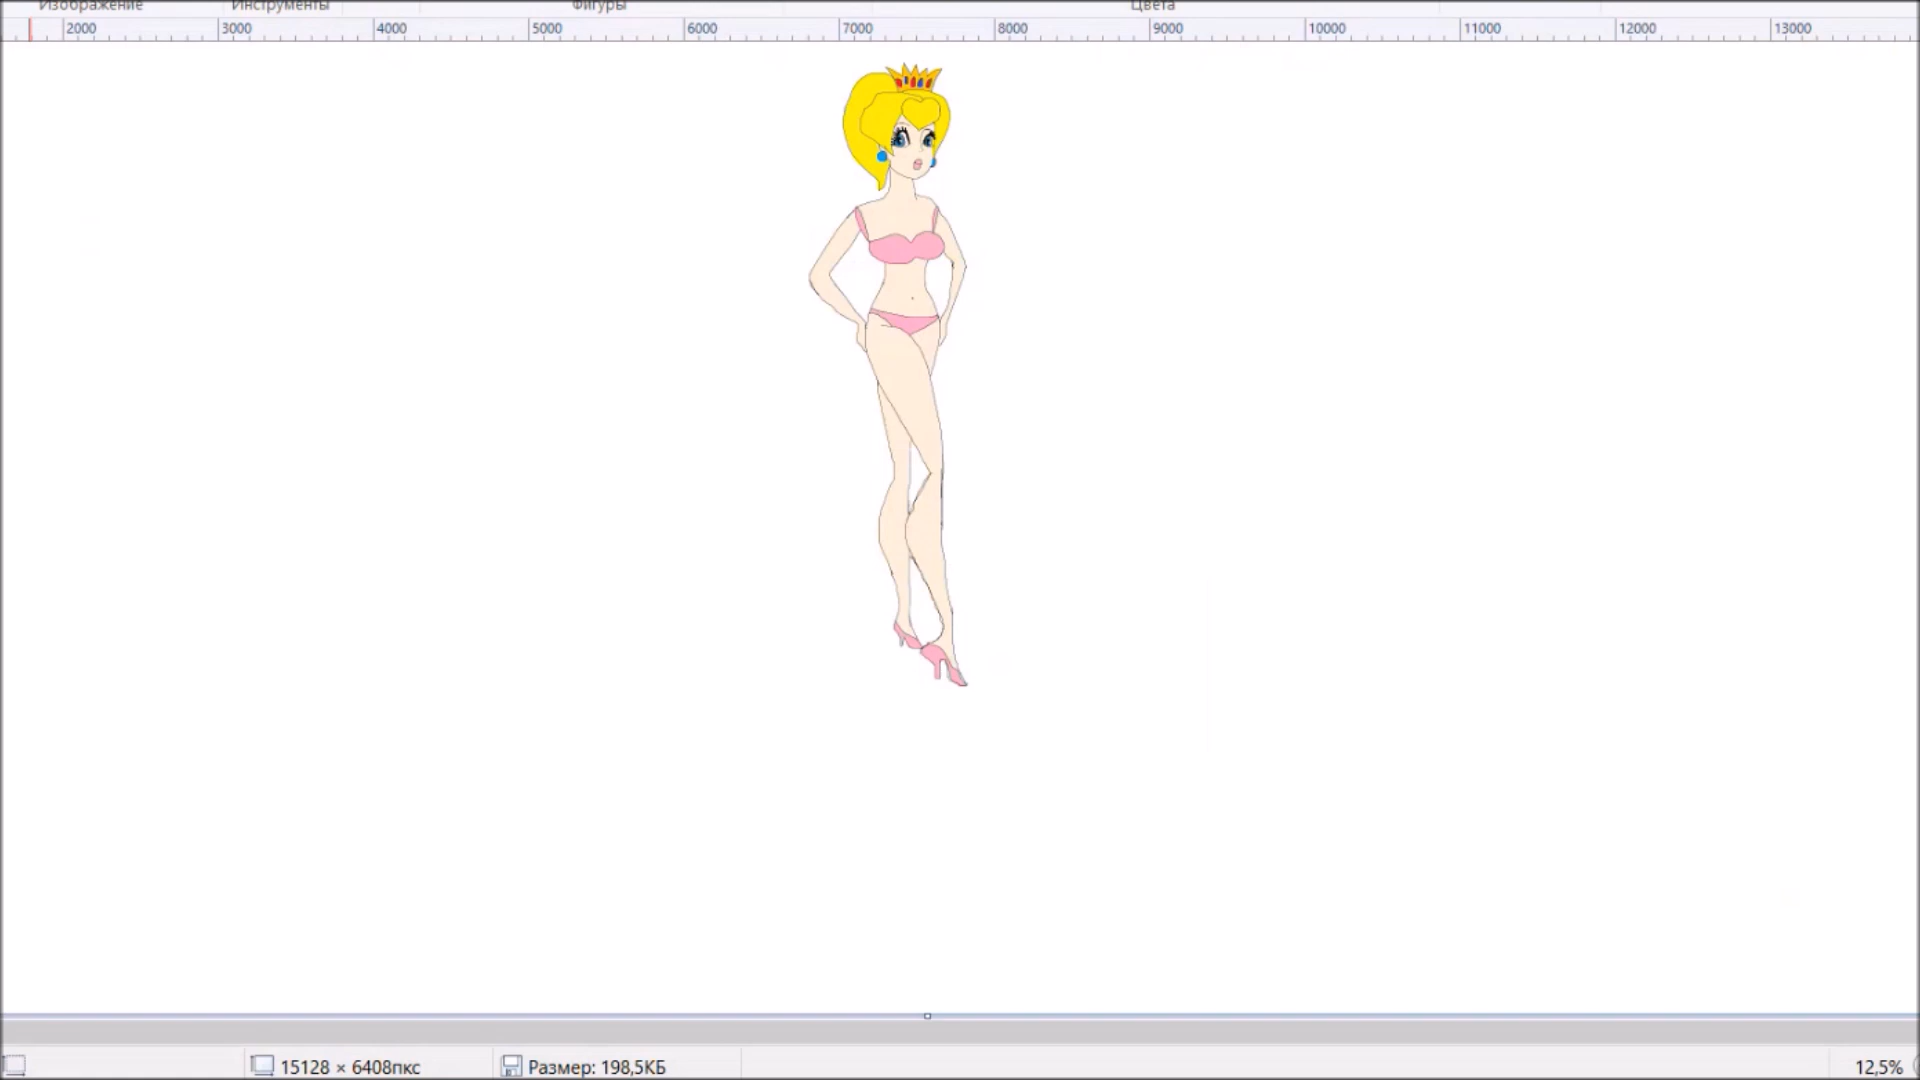 Изображение Инструменты Фигуры Цвета
2000 3000 4000 5000 6000 7000 8000 9000 10000 11000 12000 13000
15128 × 6408пкс Размер: 198,5КБ 12,5%